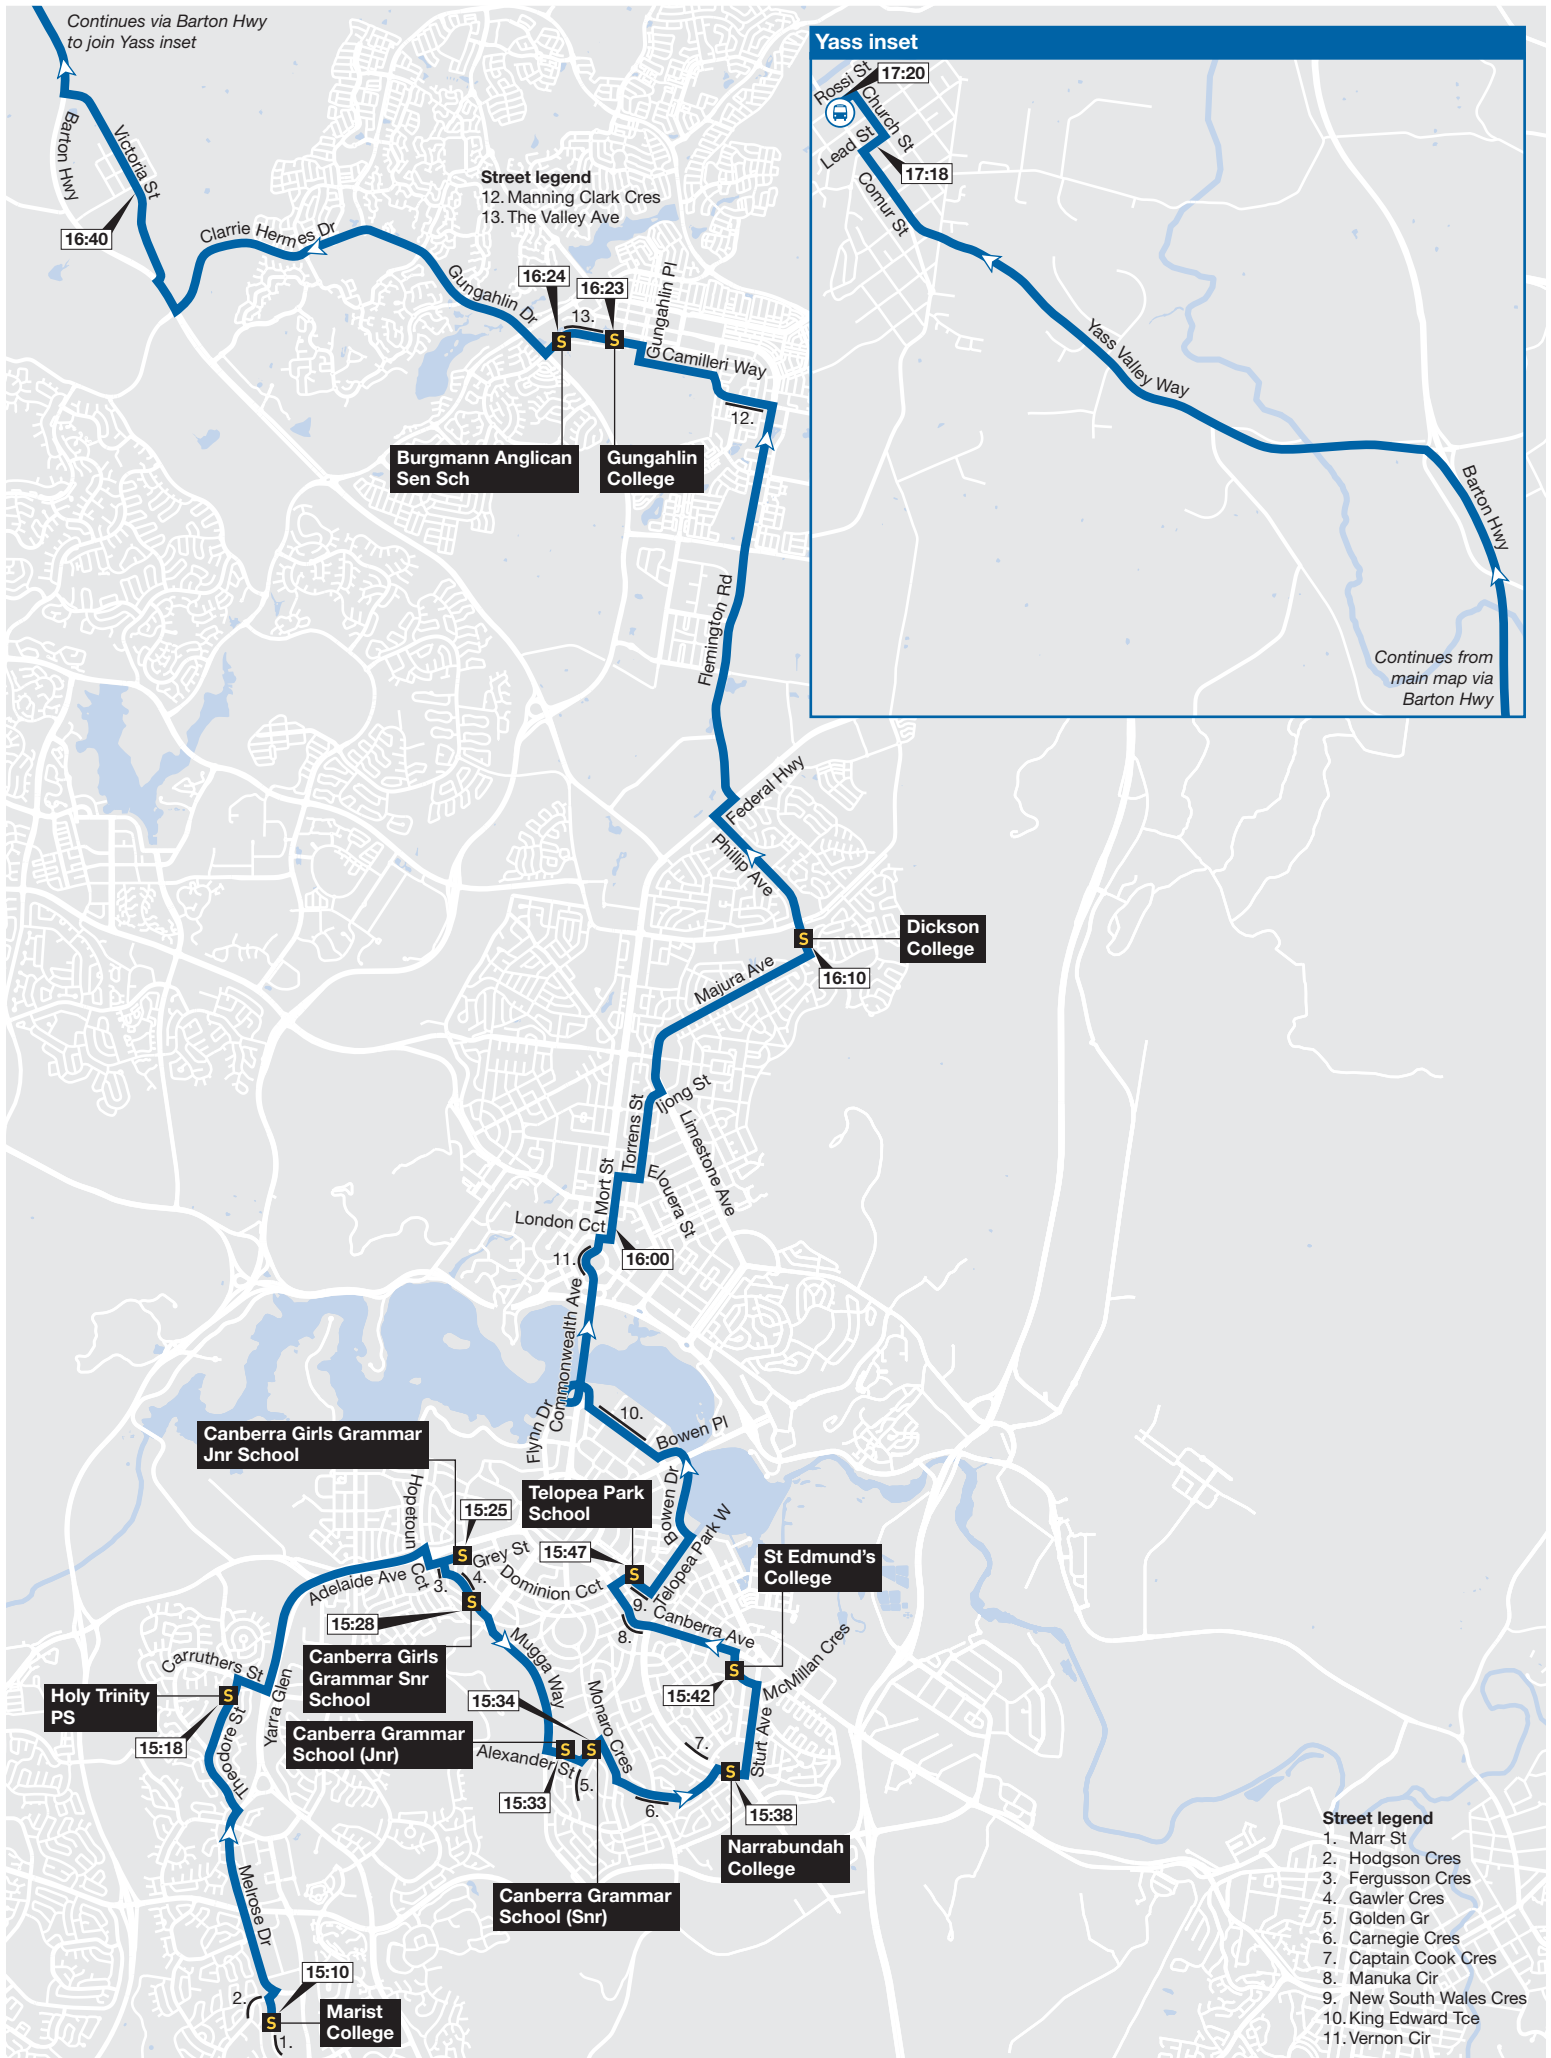 Continues via Barton Hwy
to join Yass inset
Yass inset
Rossi St
17:20
Church St
Lead St
17:18
Comur St
Yass Valley Way
Barton Hwy
Continues from
main map via
Barton Hwy
Barton Hwy
Victoria St
16:40
Street legend
12. Manning Clark Cres
13. The Valley Ave
Clarrie Hermes Dr
Gungahlin Dr
16:24
16:23
13.
Gungahlin Pl
S
S
G Camilleri Way
12.
Burgmann Anglican
Sen Sch
Gungahlin
College
Flemington Rd
Federal Hwy
Phillip Ave
S
Dickson
College
16:10
Majura Ave
Ijong St
Torrens St
Limestone Ave
Elouera St
Mort St
London Cct
11.
16:00
Commonwealth Ave
Flynn Dr
10.
Bowen Pl
Bowen Dr
Canberra Girls Grammar
Jnr School
Hopetoun
Cct
15:25
Telopea Park
School
S
Grey St
15:47
S
Telopea Park W
Dominion Cct
St Edmund's
College
Adelaide Ave
3.
4.
S
15:28
9.
8.
Canberra Ave
Mugga Way
Canberra Girls
Grammar Snr
School
S
15:42
McMillan Cres
Carruthers St
Yarra Glen
Holy Trinity
PS
S
15:18
Theodore St
15:34
Monaro Cres
Canberra Grammar
School (Jnr)
S
S
Alexander St
5.
15:33
7.
Sturt Ave
S
6.
15:38
Narrabundah
College
Canberra Grammar
School (Snr)
Melrose Dr
15:10
2.
S
Marist
College
1.
Street legend
1. Marr St
2. Hodgson Cres
3. Fergusson Cres
4. Gawler Cres
5. Golden Gr
6. Carnegie Cres
7. Captain Cook Cres
8. Manuka Cir
9. New South Wales Cres
10. King Edward Tce
11. Vernon Cir